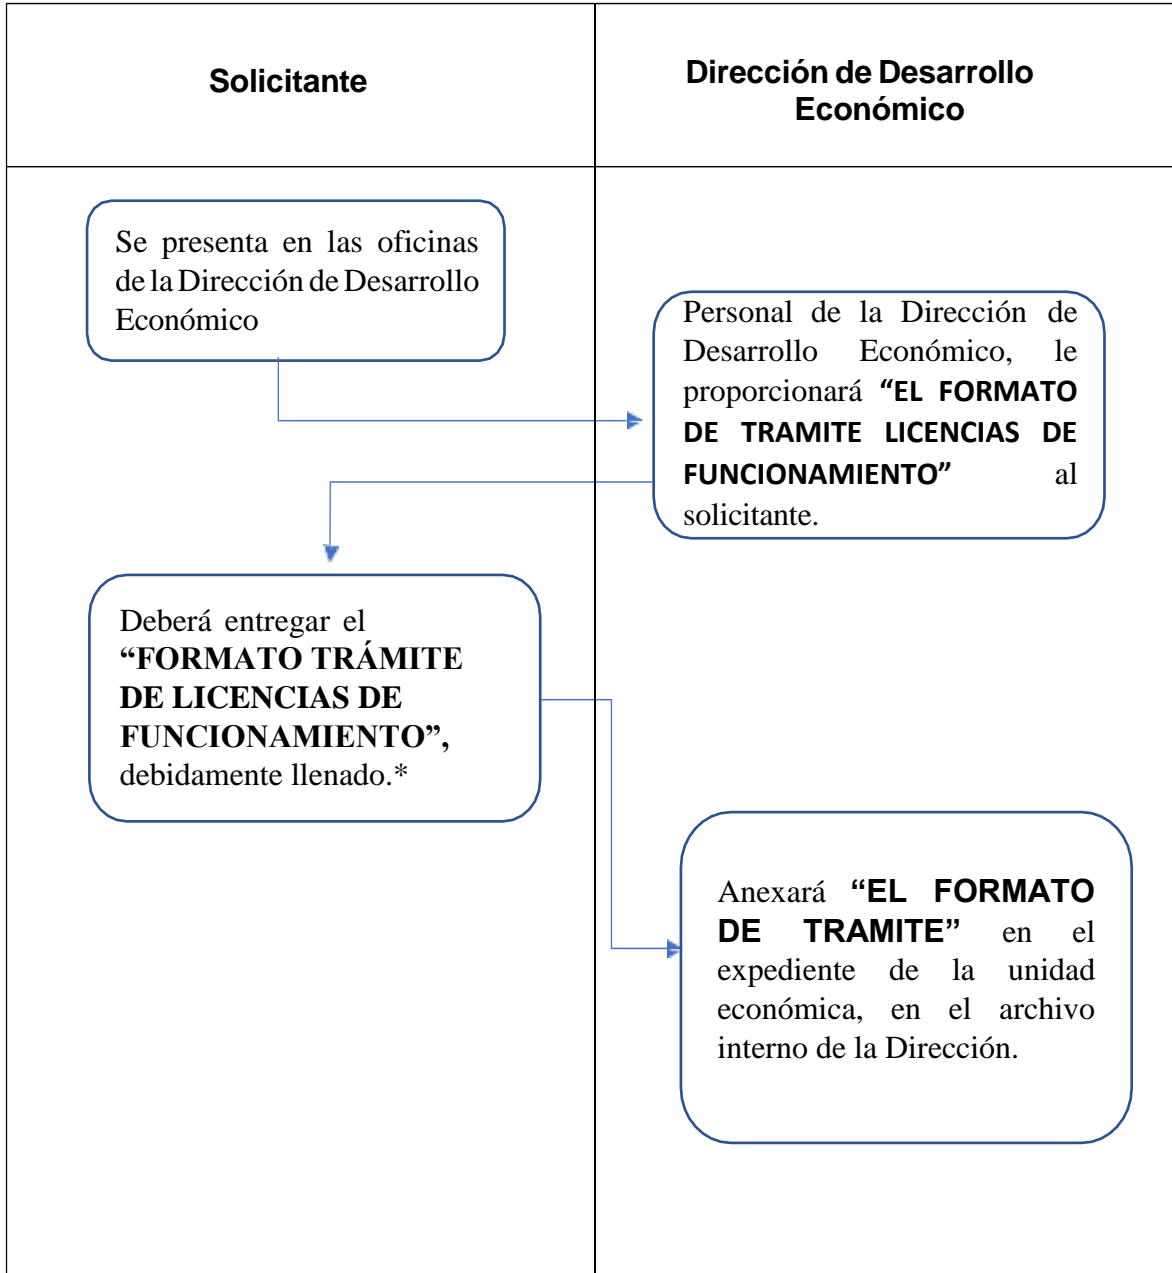 Solicitante
Dirección de Desarrollo
Económico
Se presenta en las oficinas
de la Dirección de Desarrollo
Económico
Personal de la Dirección de
Desarrollo Económico, le
proporcionará “EL FORMATO
DE TRAMITE LICENCIAS DE
FUNCIONAMIENTO” al
solicitante.
Deberá entregar el
“FORMATO TRÁMITE
DE LICENCIAS DE
FUNCIONAMIENTO”,
debidamente llenado.*
Anexará “EL FORMATO
DE TRAMITE” en el
expediente de la unidad
económica, en el archivo
interno de la Dirección.